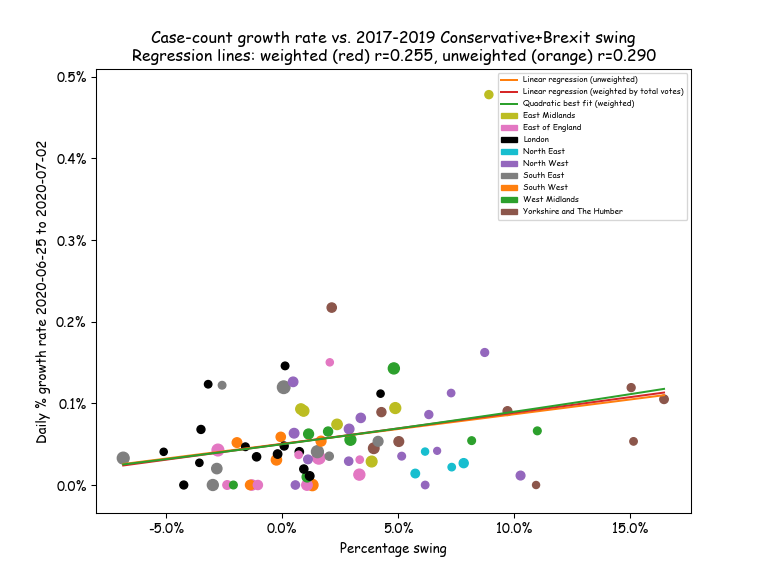 Case-count growth rate vs. 2017-2019 Conservative+Brexit swing
Regression lines: weighted (red) r=0.255, unweighted (orange) r=0.290
Daily % growth rate 2020-06-25 to 2020-07-02
0.5%
0.4%
0.3%
0.2%
0.1%
0.0%
Linear regression (unweighted)
Linear regression (weighted by total votes)
Quadratic best fit (weighted)
East Midlands
East of England
London
North East
North West
South East
South West
West Midlands
Yorkshire and The Humber
-5.0%
0.0%
5.0%
10.0%
15.0%
Percentage swing